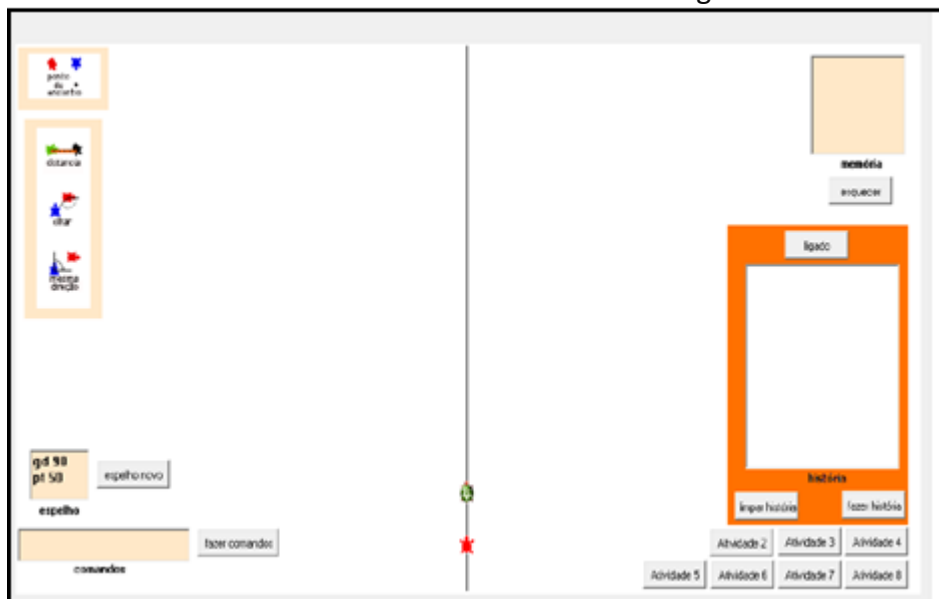 ponto
de
encontro
distancia
olhar
mesma
direção
memória
esquecer
ligado
história
limpar história
fazer história
gd 90
pt 50
espelho novo
espelho
fazer comandos
comandos
Atividade 2
Atividade 3
Atividade 4
Atividade 5
Atividade 6
Atividade 7
Atividade 8